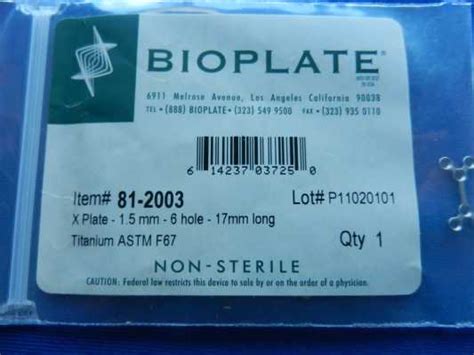 BIOPLATE®
6911 Melrose Avenue, Los Angeles California 90038
TEL • (888) BIOPLATE • (323) 549 9500 FAX • (323) 935 0110
6 14237 03725 0
Item# 81-2003 Lot# P11020101
X Plate - 1.5 mm - 6 hole - 17mm long
Titanium ASTM F67 Qty 1
NON-STERILE
CAUTION: Federal law restricts this device to sale by or on the order of a physician.